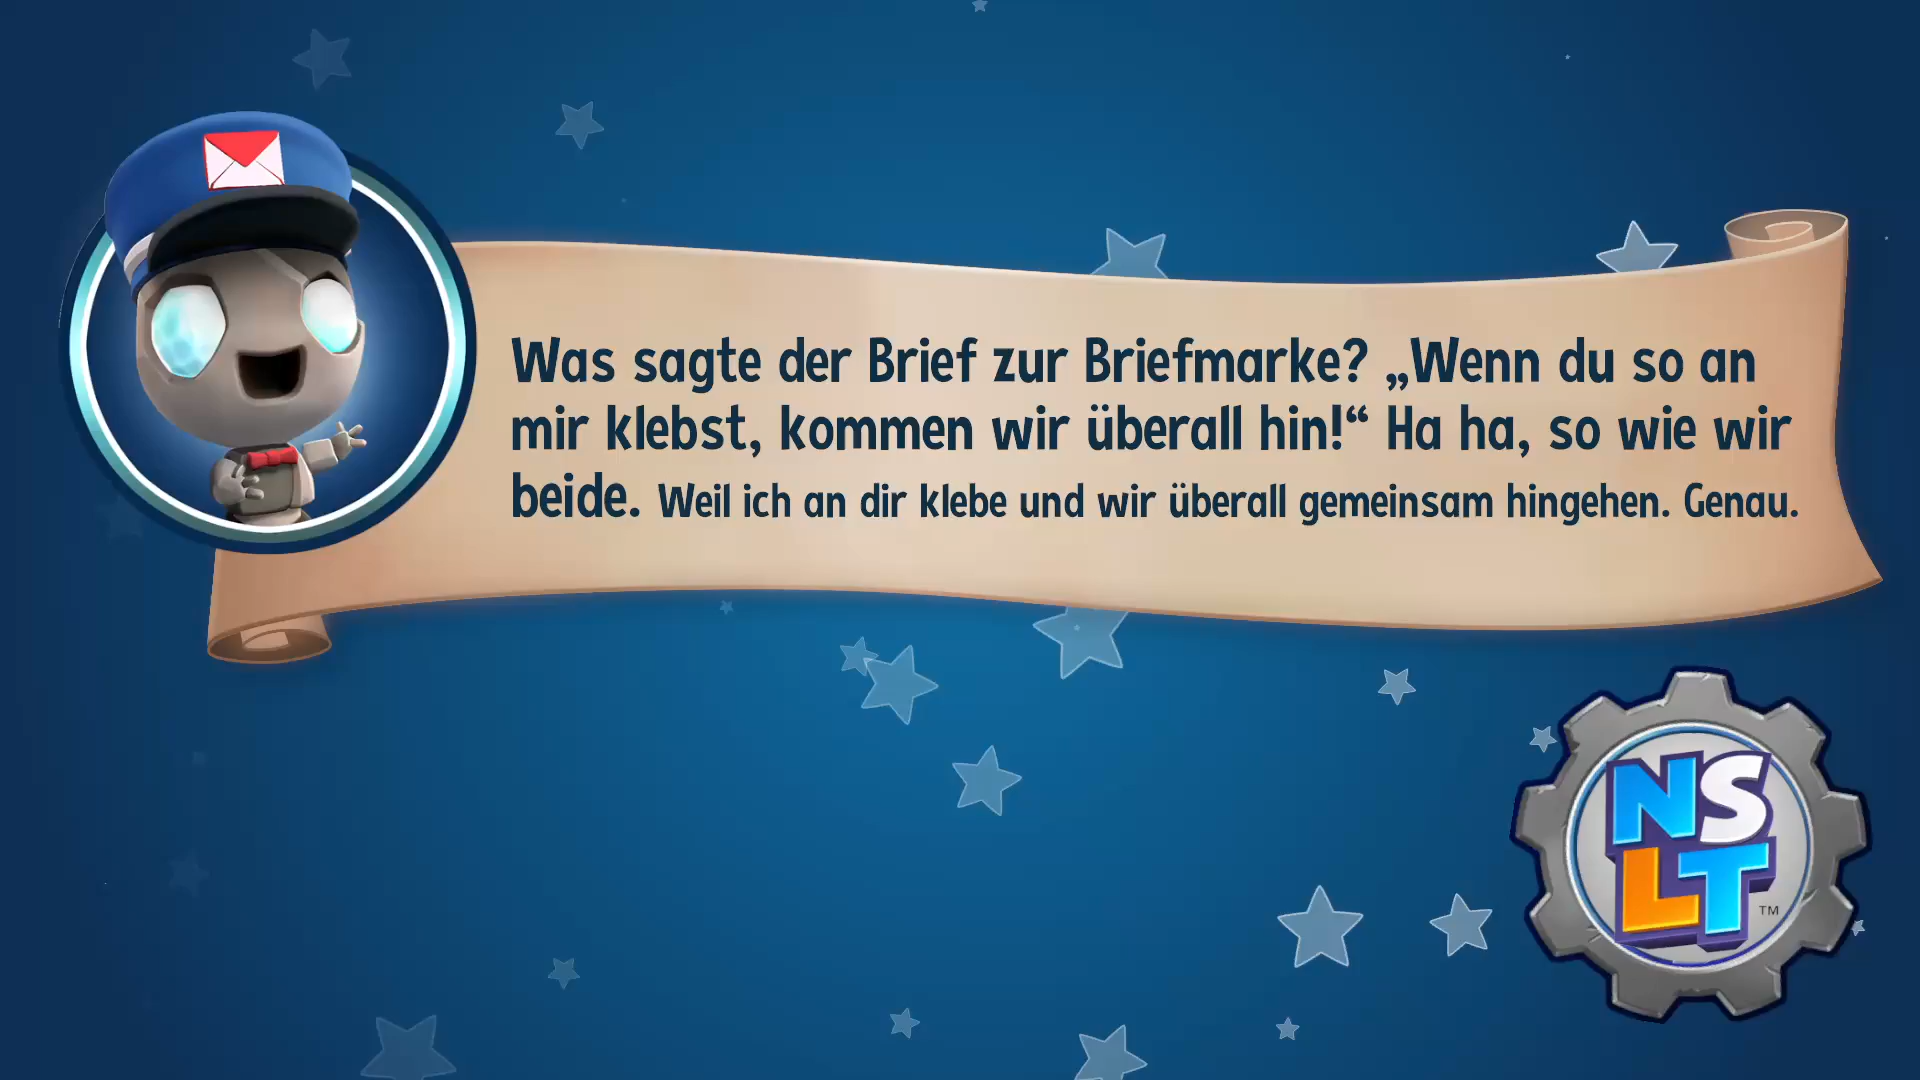 Was sagte der Brief zur Briefmarke? „Wenn du so an
mir klebst, kommen wir überall hin!“ Ha ha, so wie wir
beide. Weil ich an dir klebe und wir überall gemeinsam hingehen. Genau.
NS
LT
TM